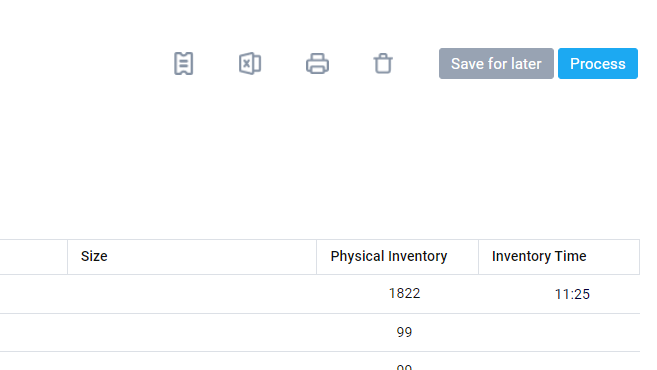 Save for later Process
Size Physical Inventory Inventory Time
1822 11:25
99